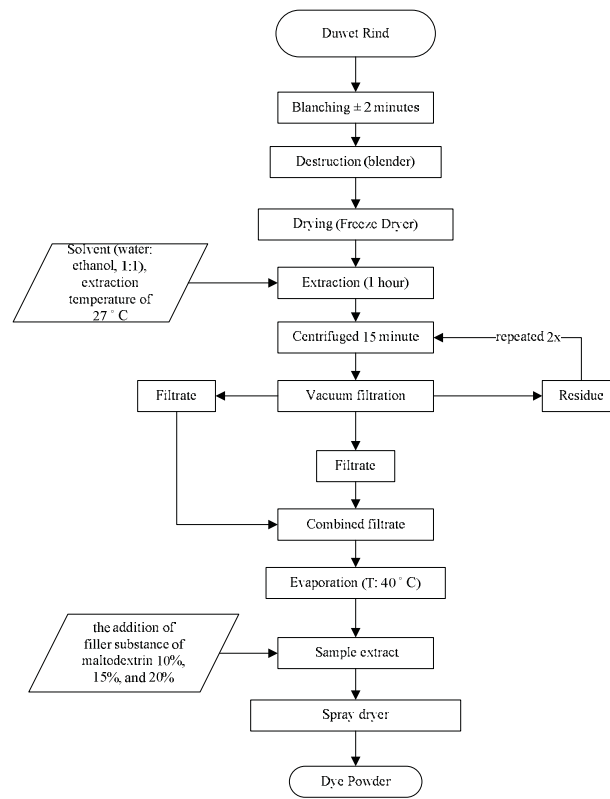 Duwet Rind
Blanching ± 2 minutes
Destruction (blender)
Drying (Freeze Dryer)
Solvent (water:
ethanol, 1:1),
extraction
temperature of
27 ° C
Extraction (1 hour)
Centrifuged 15 minute
repeated 2x
Filtrate
Vacuum filtration
Residue
Filtrate
Combined filtrate
Evaporation (T: 40 ° C)
the addition of
filler substance of
maltodextrin 10%,
15%, and 20%
Sample extract
Spray dryer
Dye Powder